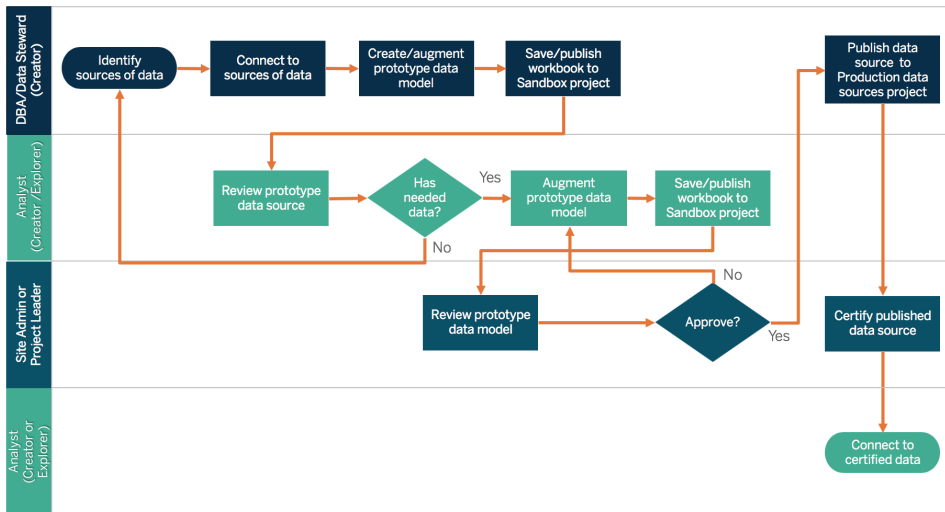 DBA/Data Steward
(Creator)
Identify
sources of data
Connect to
sources of data
Create/augment
prototype data
model
Save/publish
workbook to
Sandbox project
Publish data
source to
Production data
sources project
Analyst
(Creator /Explorer)
Review prototype
data source
Has
needed
data?
Yes
No
Augment
prototype data
model
Save/publish
workbook to
Sandbox project
Site Admin or
Project Leader
Review prototype
data model
Approve?
No
Yes
Certify published
data source
Analyst
(Creator or
Explorer)
Connect to
certified data